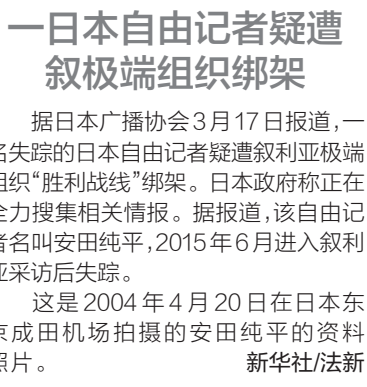 一日本自由记者疑遭
叙极端组织绑架
据日本广播协会3月17日报道,一
名失踪的日本自由记者疑遭叙利亚极端
组织“胜利战线”绑架。日本政府称正在
全力搜集相关情报。据报道,该自由记
者名叫安田纯平,2015年6月进入叙利
亚采访后失踪。
这是2004年4月20日在日本东
京成田机场拍摄的安田纯平的资料
照片。 新华社/法新